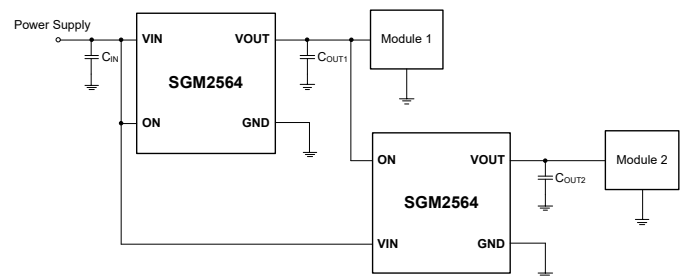 Power Supply
VIN
VOUT
Module 1
CIN
COUT1
SGM2564
ON
GND
ON
VOUT
Module 2
COUT2
SGM2564
VIN
GND